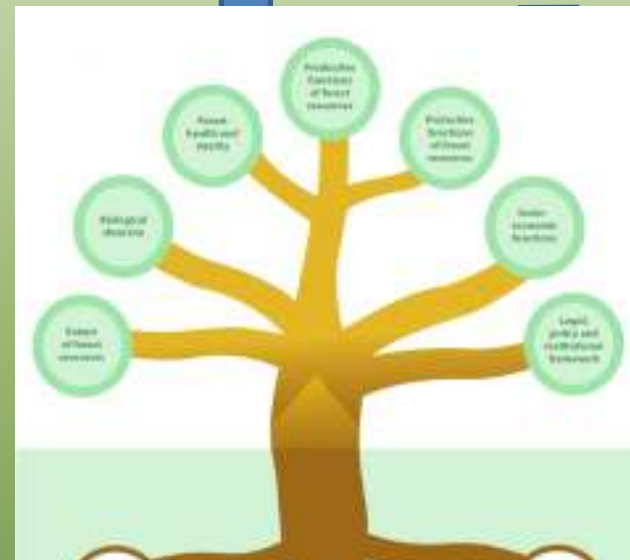 Productive
functions
of forest
resources
Forest
health and
vitality
Protective
functions
of forest
resources
Biological
diversity
Socio-
economic
functions
Extent
of forest
resources
Legal,
policy and
institutional
framework